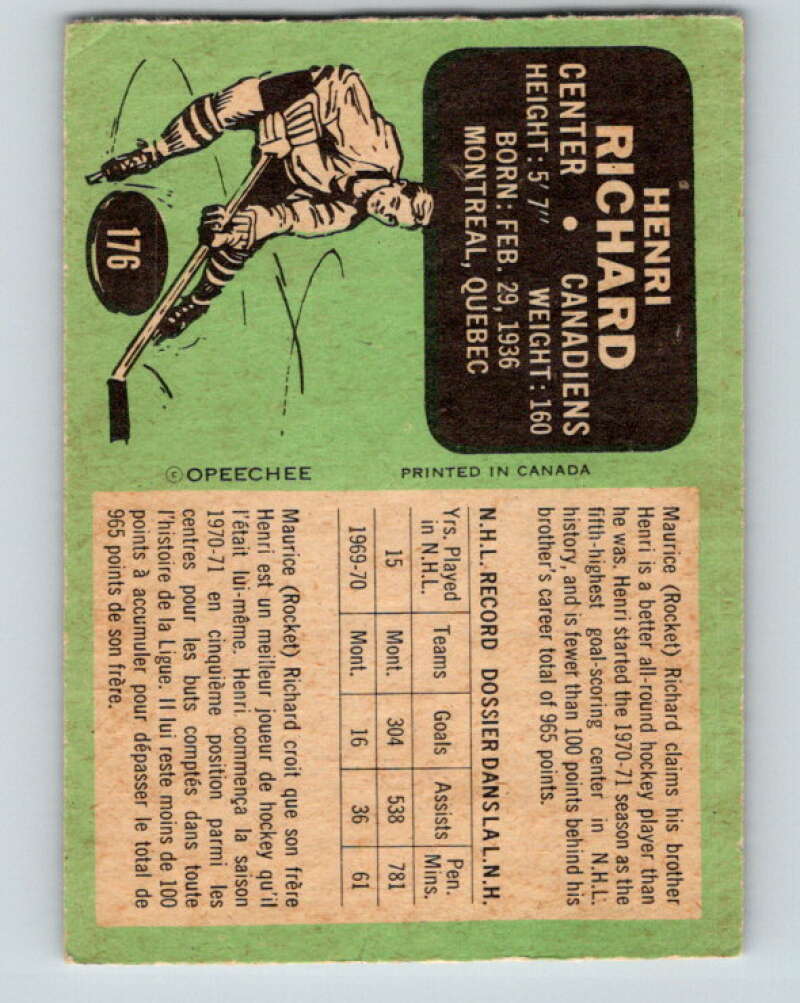 HENRI
RICHARD
CENTER • CANADIENS
HEIGHT: 5' 7" WEIGHT: 160
BORN: FEB. 29, 1936
MONTREAL, QUEBEC
176
© OPEECHEE
PRINTED IN CANADA
Maurice (Rocket) Richard claims his brother
Henri is a better all-round hockey player than
he was. Henri started the 1970-71 season as the
fifth-highest goal-scoring center in N.H.L.
history, and is fewer than 100 points behind his
brother's career total of 965 points.
N.H.L. RECORD DOSSIER DANS LA L.N.H.
Yrs. Played in N.H.L. Teams Goals Assists Pen. Mins.
15 Mont. 304 538 781
1969-70 Mont. 16 36 61
Maurice (Rocket) Richard croit que son frère
Henri est un meilleur joueur de hockey qu'il
l'était lui-même. Henri commença la saison
1970-71 en cinquième position parmi les
centres pour les buts comptés dans toute
l'histoire de la Ligue. Il lui reste moins de 100
points à accumuler pour dépasser le total de
965 points de son frère.